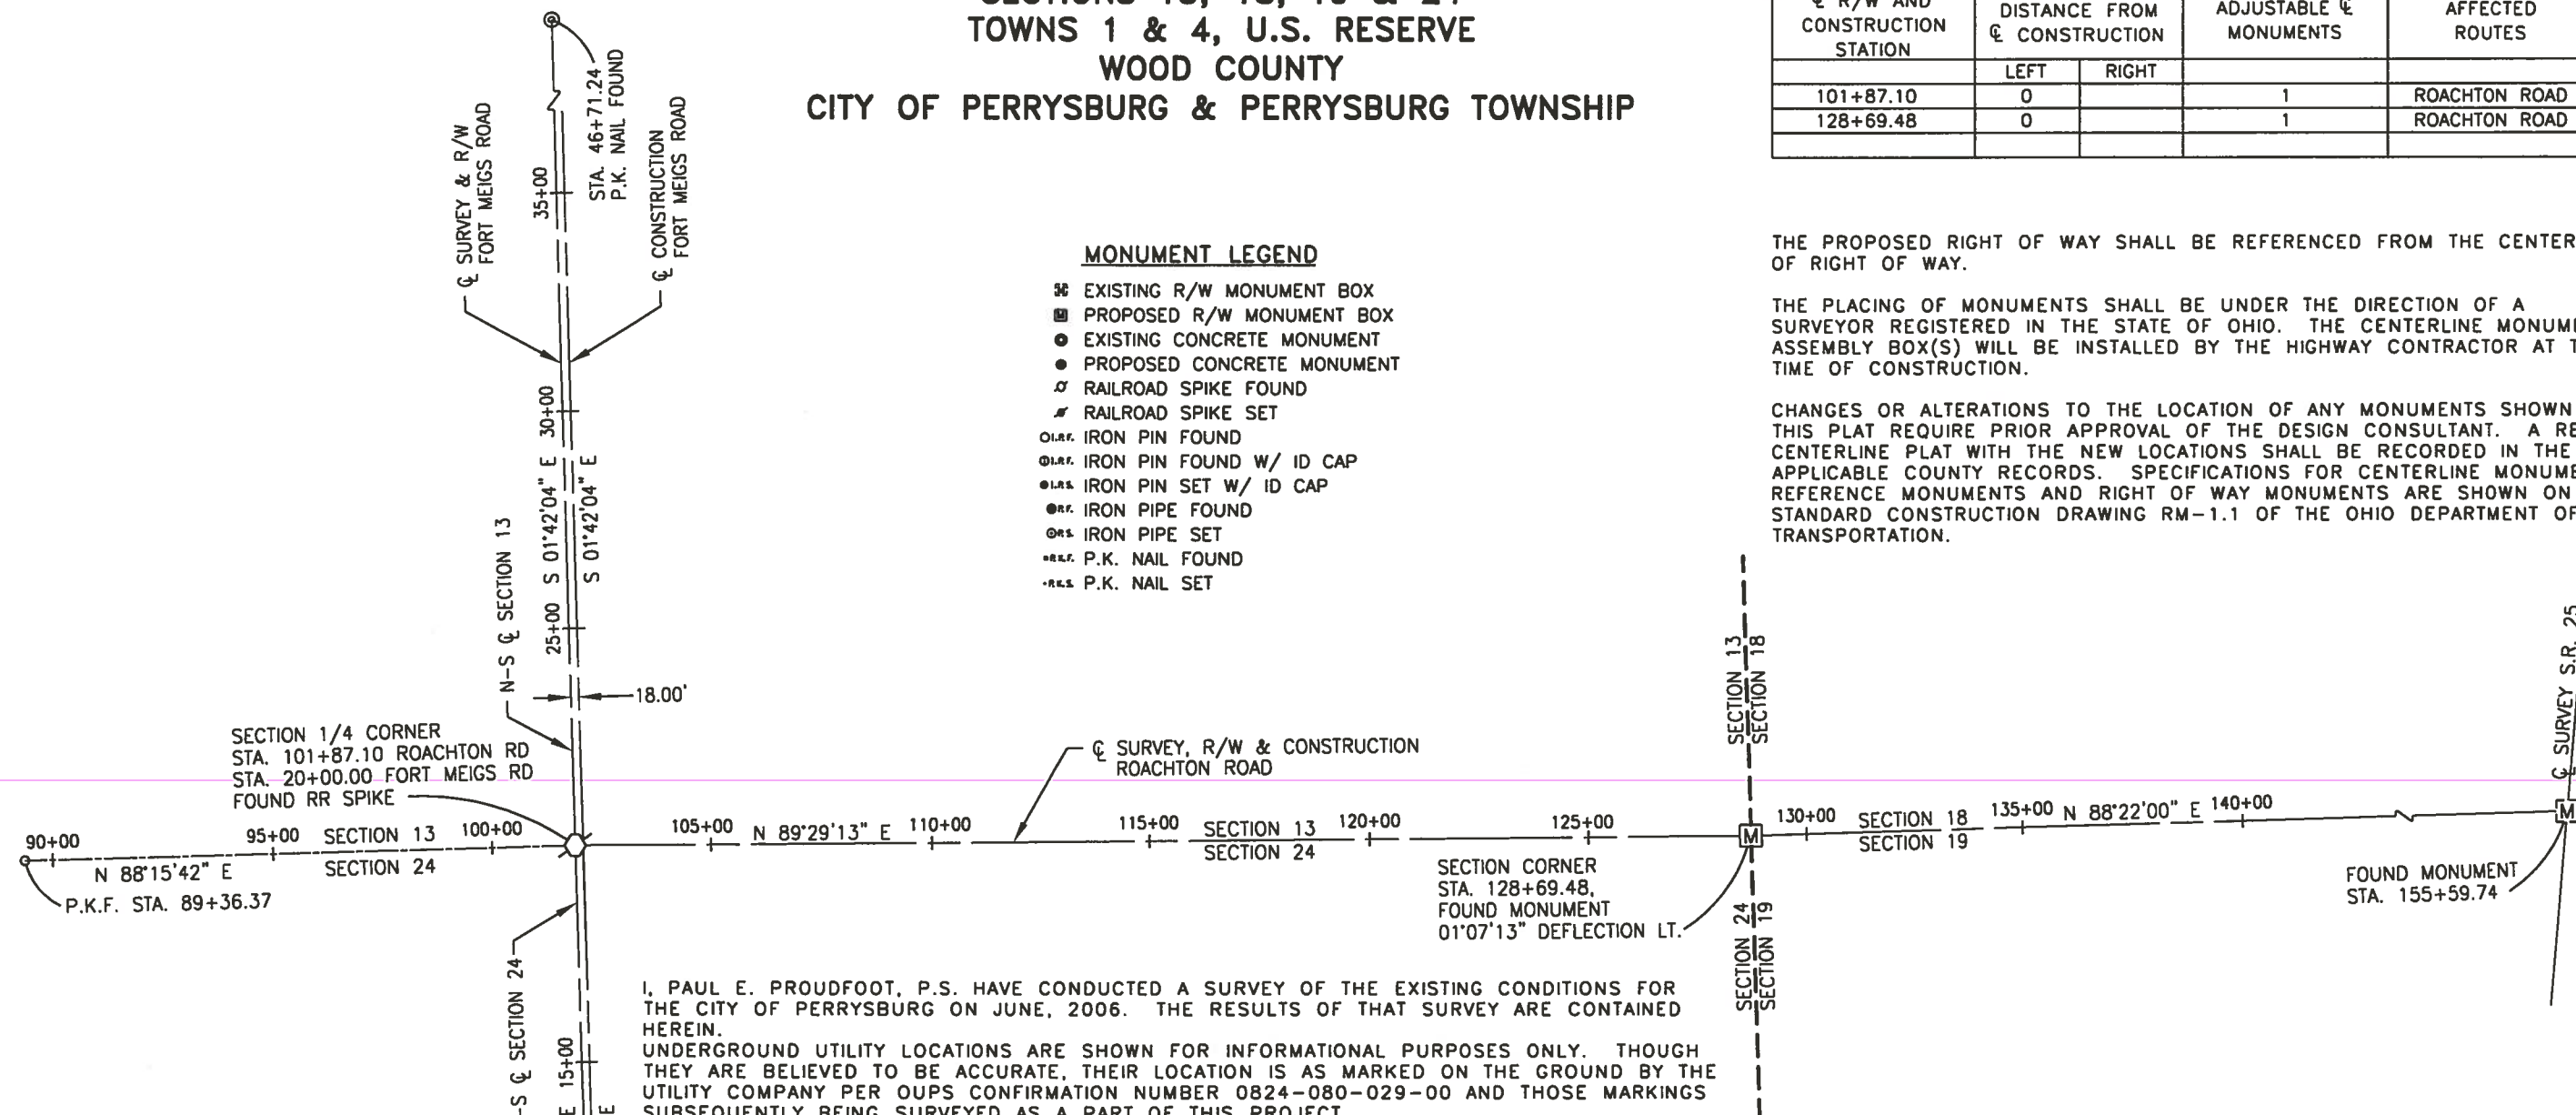 TOWNS 1 & 4, U.S. RESERVE
WOOD COUNTY
CITY OF PERRYSBURG & PERRYSBURG TOWNSHIP
℄ R/W AND
CONSTRUCTION
STATION
DISTANCE FROM
℄ CONSTRUCTION
ADJUSTABLE ℄
MONUMENTS
AFFECTED
ROUTES
LEFT RIGHT
101+87.10 0 1 ROACHTON ROAD
128+69.48 0 1 ROACHTON ROAD
STA. 46+71.24
P.K. NAIL FOUND
℄ SURVEY & R/W
FORT MEIGS ROAD
℄ CONSTRUCTION
FORT MEIGS ROAD
35+00
30+00
S 01°42'04" E
S 01°42'04" E
25+00
N-S ℄ SECTION 13
18.00'
MONUMENT LEGEND
EXISTING R/W MONUMENT BOX
M PROPOSED R/W MONUMENT BOX
EXISTING CONCRETE MONUMENT
PROPOSED CONCRETE MONUMENT
RAILROAD SPIKE FOUND
RAILROAD SPIKE SET
I.P.F. IRON PIN FOUND
I.P.F. IRON PIN FOUND W/ ID CAP
I.P.S. IRON PIN SET W/ ID CAP
P.F. IRON PIPE FOUND
P.S. IRON PIPE SET
P.K.F. P.K. NAIL FOUND
P.K.S. P.K. NAIL SET
THE PROPOSED RIGHT OF WAY SHALL BE REFERENCED FROM THE CENTER
OF RIGHT OF WAY.
THE PLACING OF MONUMENTS SHALL BE UNDER THE DIRECTION OF A
SURVEYOR REGISTERED IN THE STATE OF OHIO. THE CENTERLINE MONUM
ASSEMBLY BOX(S) WILL BE INSTALLED BY THE HIGHWAY CONTRACTOR AT T
TIME OF CONSTRUCTION.
CHANGES OR ALTERATIONS TO THE LOCATION OF ANY MONUMENTS SHOWN
THIS PLAT REQUIRE PRIOR APPROVAL OF THE DESIGN CONSULTANT. A RE
CENTERLINE PLAT WITH THE NEW LOCATIONS SHALL BE RECORDED IN THE
APPLICABLE COUNTY RECORDS. SPECIFICATIONS FOR CENTERLINE MONUME
REFERENCE MONUMENTS AND RIGHT OF WAY MONUMENTS ARE SHOWN ON
STANDARD CONSTRUCTION DRAWING RM-1.1 OF THE OHIO DEPARTMENT OF
TRANSPORTATION.
SECTION 13
SECTION 18
℄ SURVEY S.R. 25
SECTION 1/4 CORNER
STA. 101+87.10 ROACHTON RD
STA. 20+00.00 FORT MEIGS RD
FOUND RR SPIKE
℄ SURVEY, R/W & CONSTRUCTION
ROACHTON ROAD
90+00 95+00 SECTION 13 100+00 105+00 N 89°29'13" E 110+00 115+00 SECTION 13 120+00 125+00 M 130+00 SECTION 18 135+00 N 88°22'00" E 140+00 M
N 88°15'42" E SECTION 24 SECTION 24 SECTION 19
P.K.F. STA. 89+36.37
SECTION CORNER
STA. 128+69.48,
FOUND MONUMENT
01°07'13" DEFLECTION LT.
FOUND MONUMENT
STA. 155+59.74
SECTION 24
SECTION 19
-S ℄ SECTION 24
15+00
E
E
I, PAUL E. PROUDFOOT, P.S. HAVE CONDUCTED A SURVEY OF THE EXISTING CONDITIONS FOR
THE CITY OF PERRYSBURG ON JUNE, 2006. THE RESULTS OF THAT SURVEY ARE CONTAINED
HEREIN.
UNDERGROUND UTILITY LOCATIONS ARE SHOWN FOR INFORMATIONAL PURPOSES ONLY. THOUGH
THEY ARE BELIEVED TO BE ACCURATE, THEIR LOCATION IS AS MARKED ON THE GROUND BY THE
UTILITY COMPANY PER OUPS CONFIRMATION NUMBER 0824-080-029-00 AND THOSE MARKINGS
SUBSEQUENTLY BEING SURVEYED AS A PART OF THIS PROJECT